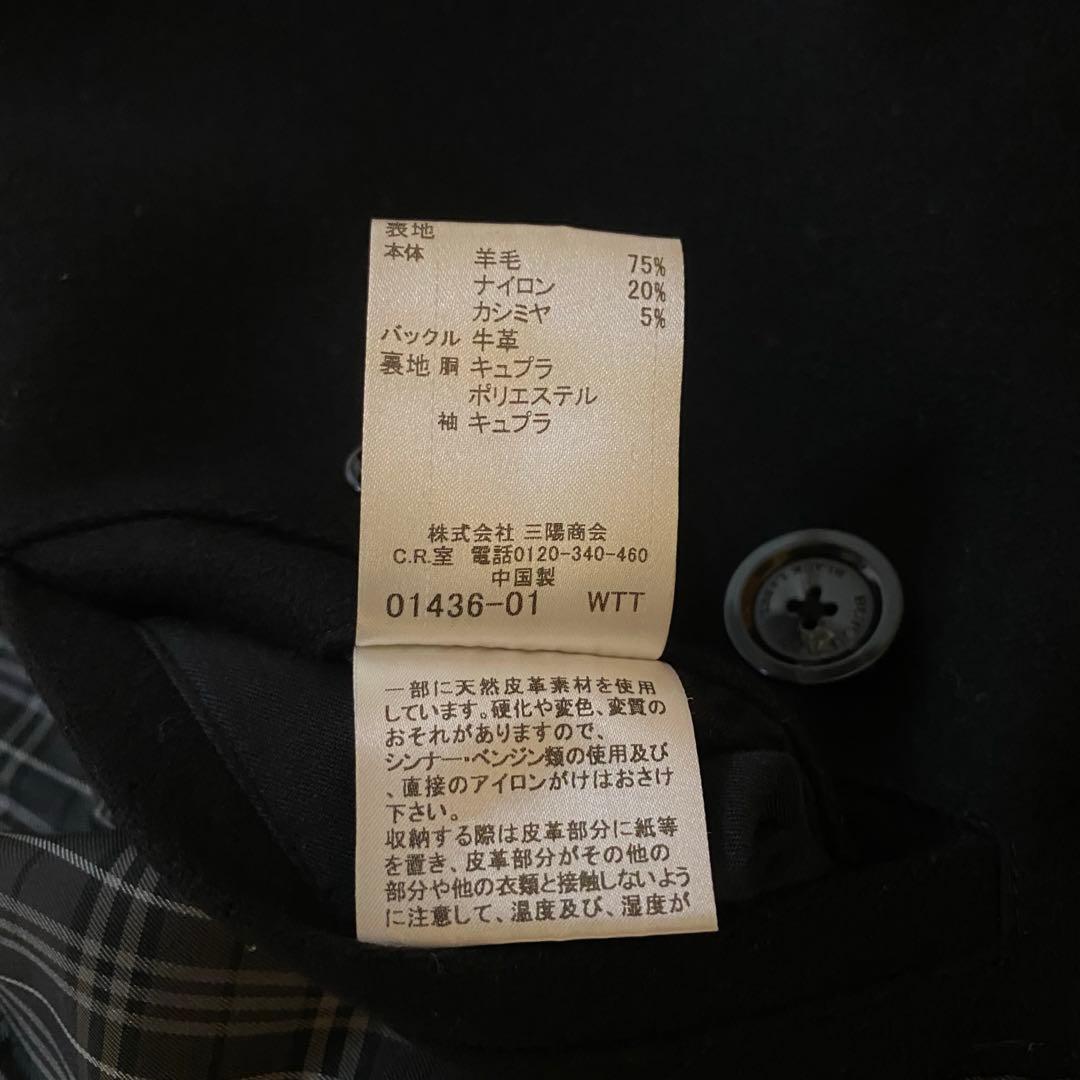 表地
本体 羊毛 75%
ナイロン 20%
カシミヤ 5%
バックル 牛革
裏地 胴 キュプラ
ポリエステル
袖 キュプラ
株式会社 三陽商会
C.R.室 電話0120-340-460
中国製
01436-01 WTT
一部に天然皮革素材を使用
しています。硬化や変色、変質の
おそれがありますので、
シンナー・ベンジン類の使用及び
、直接のアイロンがけはおさけ
下さい。
収納する際は皮革部分に紙等
を置き、皮革部分がその他の
部分や他の衣類と接触しないよう
に注意して、温度及び、湿度が